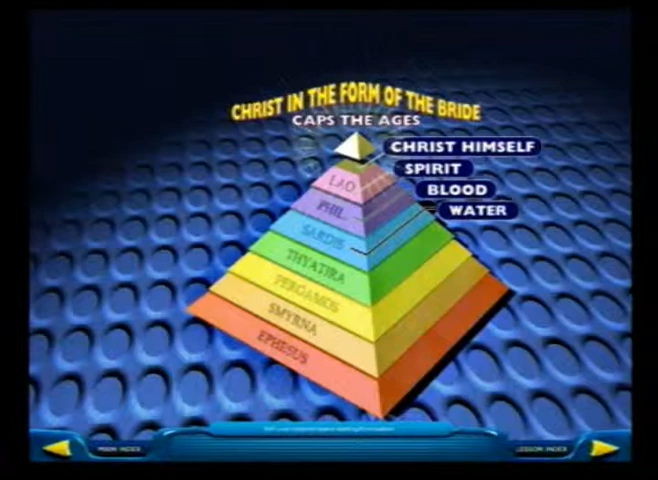 CHRIST IN THE FORM OF THE BRIDE
CAPS THE AGES
CHRIST HIMSELF
SPIRIT
LAO
BLOOD
PHIL.
WATER
SARDIS
THYATIRA
PERGAMOS
SMYRNA
EPHESUS
MAIN INDEX
LESSON INDEX